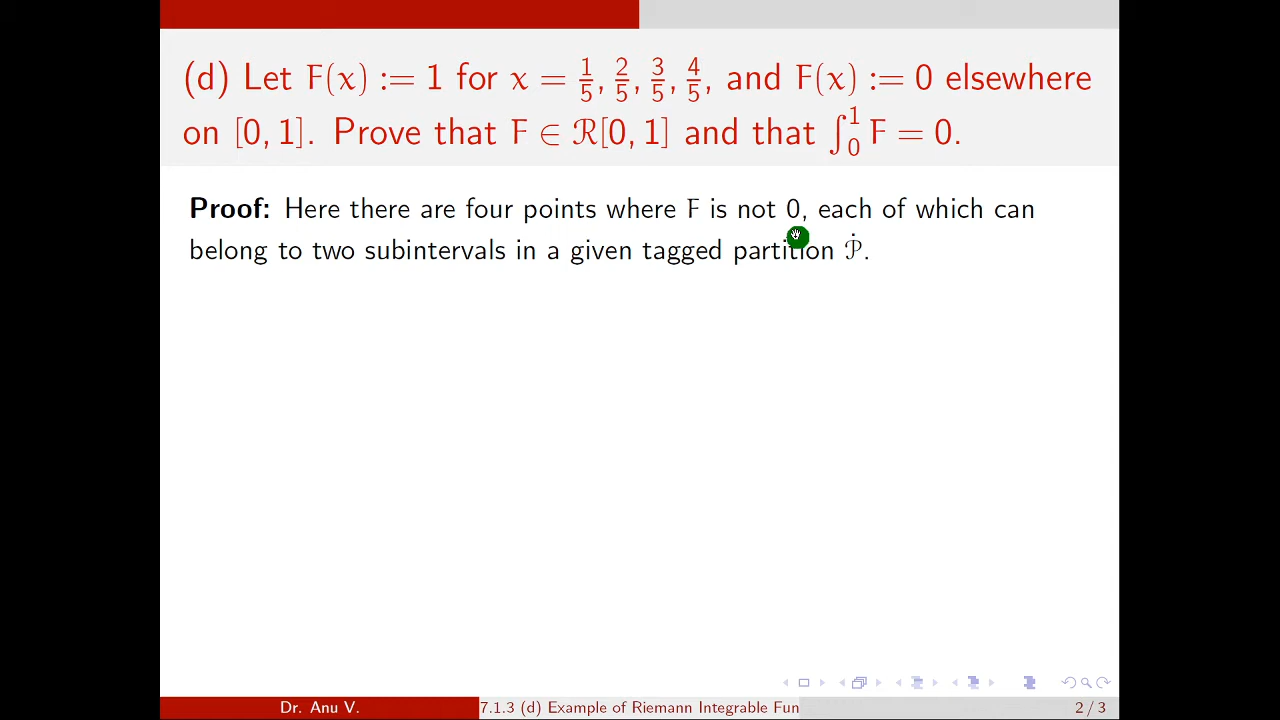 (d) Let F(x) := 1 for x = 1/5, 2/5, 3/5, 4/5, and F(x) := 0 elsewhere
on [0, 1]. Prove that F ∈ ℛ[0, 1] and that ∫₀¹ F = 0.
Proof: Here there are four points where F is not 0, each of which can
belong to two subintervals in a given tagged partition 𝒫̇.
Dr. Anu V. 7.1.3 (d) Example of Riemann Integrable Fun 2 / 3